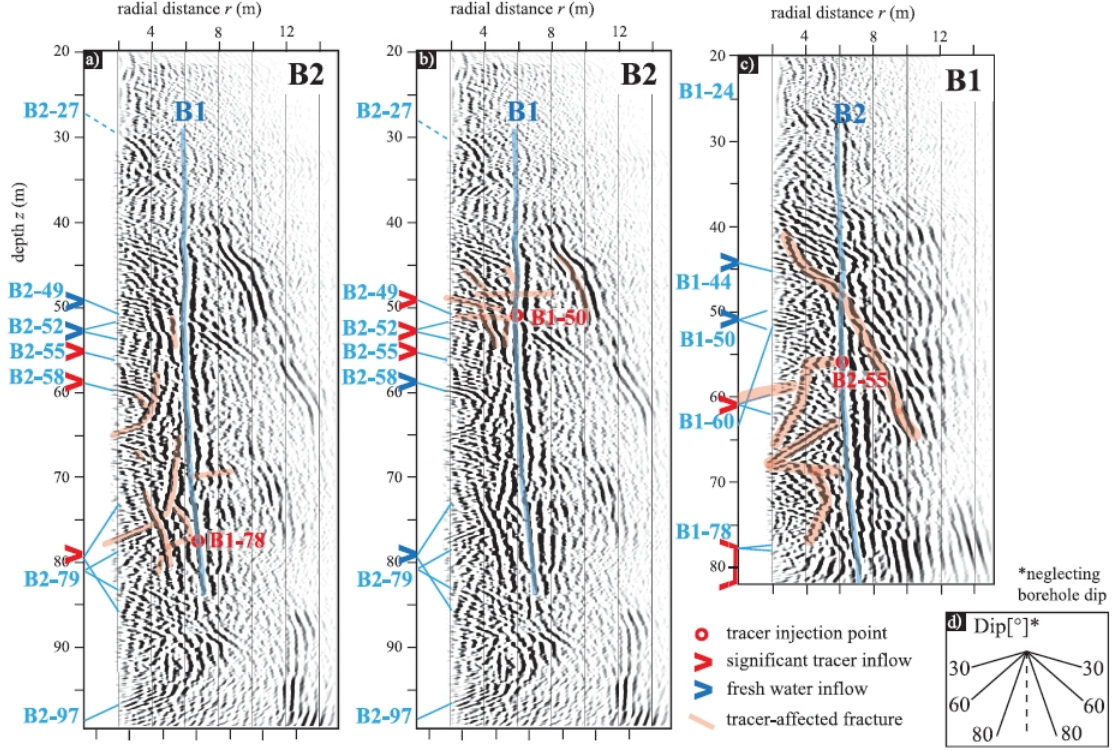 radial distance r (m)
4 8 12
a)
B2
B1
depth z (m)
20
30
40
50
60
70
80
90
B2-27
B2-49
B2-52
B2-55
B2-58
B2-79
B2-97
B1-78
radial distance r (m)
4 8 12
b)
B2
B1
20
30
40
50
60
70
80
90
B2-27
B2-49
B2-52
B2-55
B2-58
B2-79
B2-97
B1-50
radial distance r (m)
4 8 12
c)
B1
B2
20
30
40
50
60
70
80
B1-24
B1-44
B1-50
B1-60
B1-78
B2-55
tracer injection point
significant tracer inflow
fresh water inflow
tracer-affected fracture
*neglecting
borehole dip
d) Dip[°]*
30 30
60 60
80 80